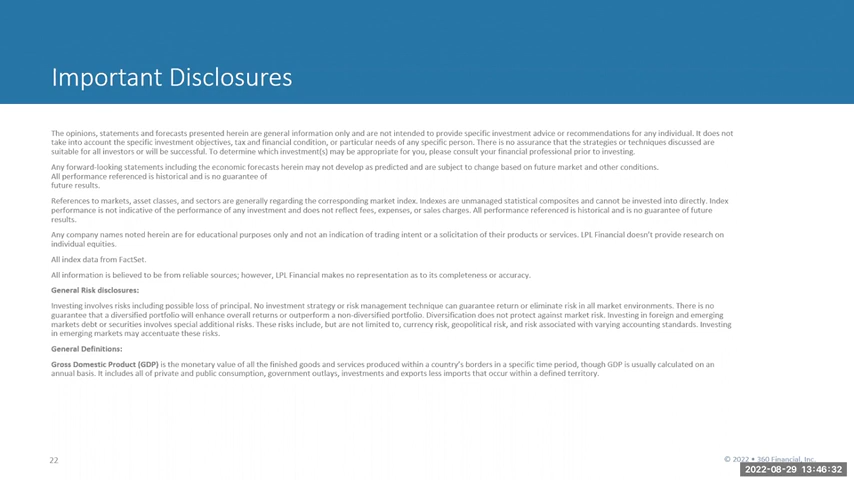 Important Disclosures
The opinions, statements and forecasts presented herein are general information only and are not intended to provide specific investment advice or recommendations for any individual. It does not
take into account the specific investment objectives, tax and financial condition, or particular needs of any specific person. There is no assurance that the strategies or techniques discussed are
suitable for all investors or will be successful. To determine which investment(s) may be appropriate for you, please consult your financial professional prior to investing.
Any forward-looking statements including the economic forecasts herein may not develop as predicted and are subject to change based on future market and other conditions.
All performance referenced is historical and is no guarantee of
future results.
References to markets, asset classes, and sectors are generally regarding the corresponding market index. Indexes are unmanaged statistical composites and cannot be invested into directly. Index
performance is not indicative of the performance of any investment and does not reflect fees, expenses, or sales charges. All performance referenced is historical and is no guarantee of future
results.
Any company names noted herein are for educational purposes only and not an indication of trading intent or a solicitation of their products or services. LPL Financial doesn't provide research on
individual equities.
All index data from FactSet.
All information is believed to be from reliable sources; however, LPL Financial makes no representation as to its completeness or accuracy.
General Risk disclosures:
Investing involves risks including possible loss of principal. No investment strategy or risk management technique can guarantee return or eliminate risk in all market environments. There is no
guarantee that a diversified portfolio will enhance overall returns or outperform a non-diversified portfolio. Diversification does not protect against market risk. Investing in foreign and emerging
markets debt or securities involves special additional risks. These risks include, but are not limited to, currency risk, geopolitical risk, and risk associated with varying accounting standards. Investing
in emerging markets may accentuate these risks.
General Definitions:
Gross Domestic Product (GDP) is the monetary value of all the finished goods and services produced within a country's borders in a specific time period, though GDP is usually calculated on an
annual basis. It includes all of private and public consumption, government outlays, investments and exports less imports that occur within a defined territory.
22
© 2022 • 360 Financial, Inc.
2022-08-29 13:46:32